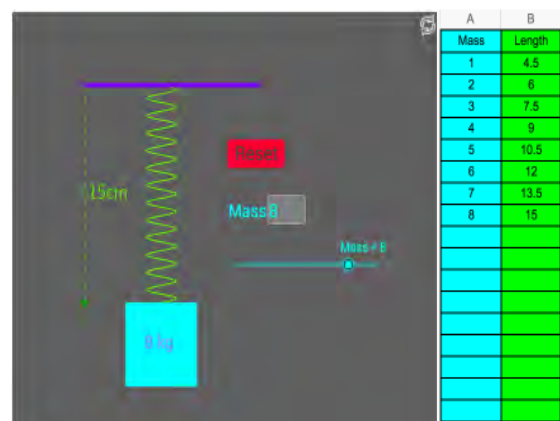 A B
Mass Length
1 4.5
2 6
3 7.5
4 9
5 10.5
6 12
7 13.5
8 15
15cm
Reset
Mass 8
Mass = 8
kg